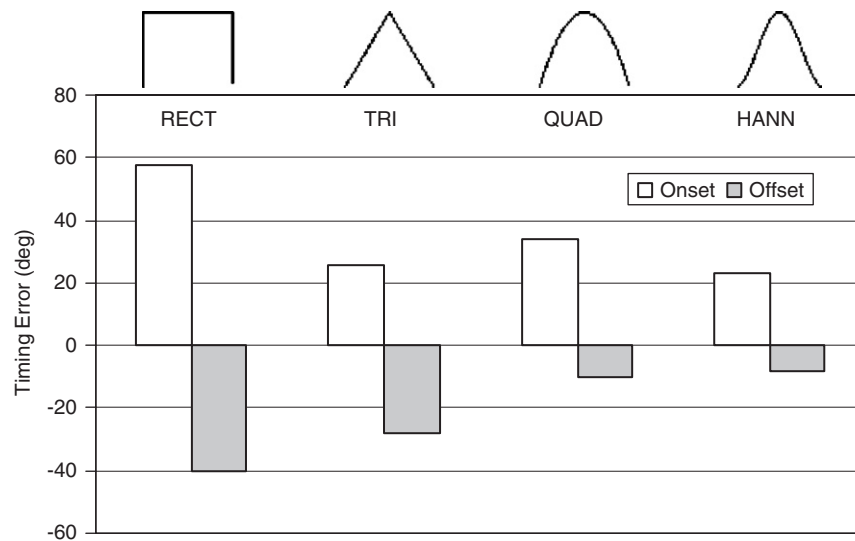 80
RECT TRI QUAD HANN
60
Onset Offset
40
20
0
-20
-40
-60
Timing Error (deg)